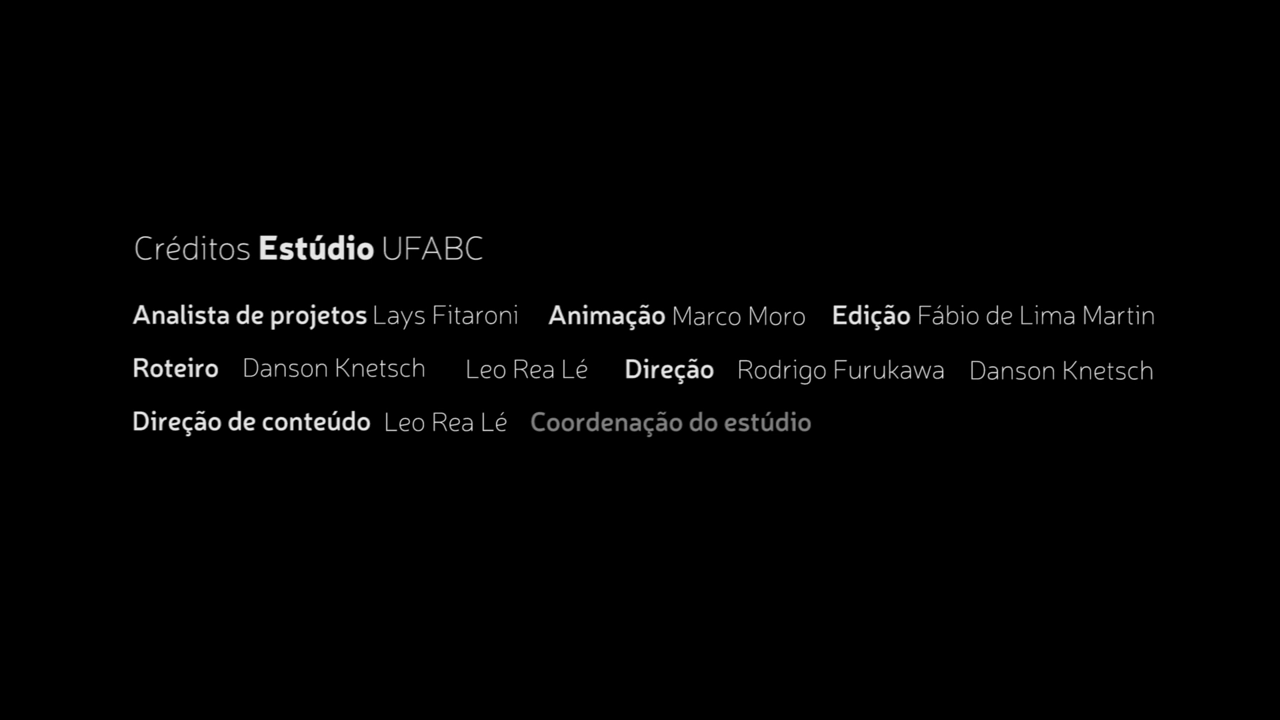 Créditos Estúdio UFABC
Analista de projetos Lays Fitaroni Animação Marco Moro Edição Fábio de Lima Martin
Roteiro Danson Knetsch Leo Rea Lé Direção Rodrigo Furukawa Danson Knetsch
Direção de conteúdo Leo Rea Lé Coordenação do estúdio